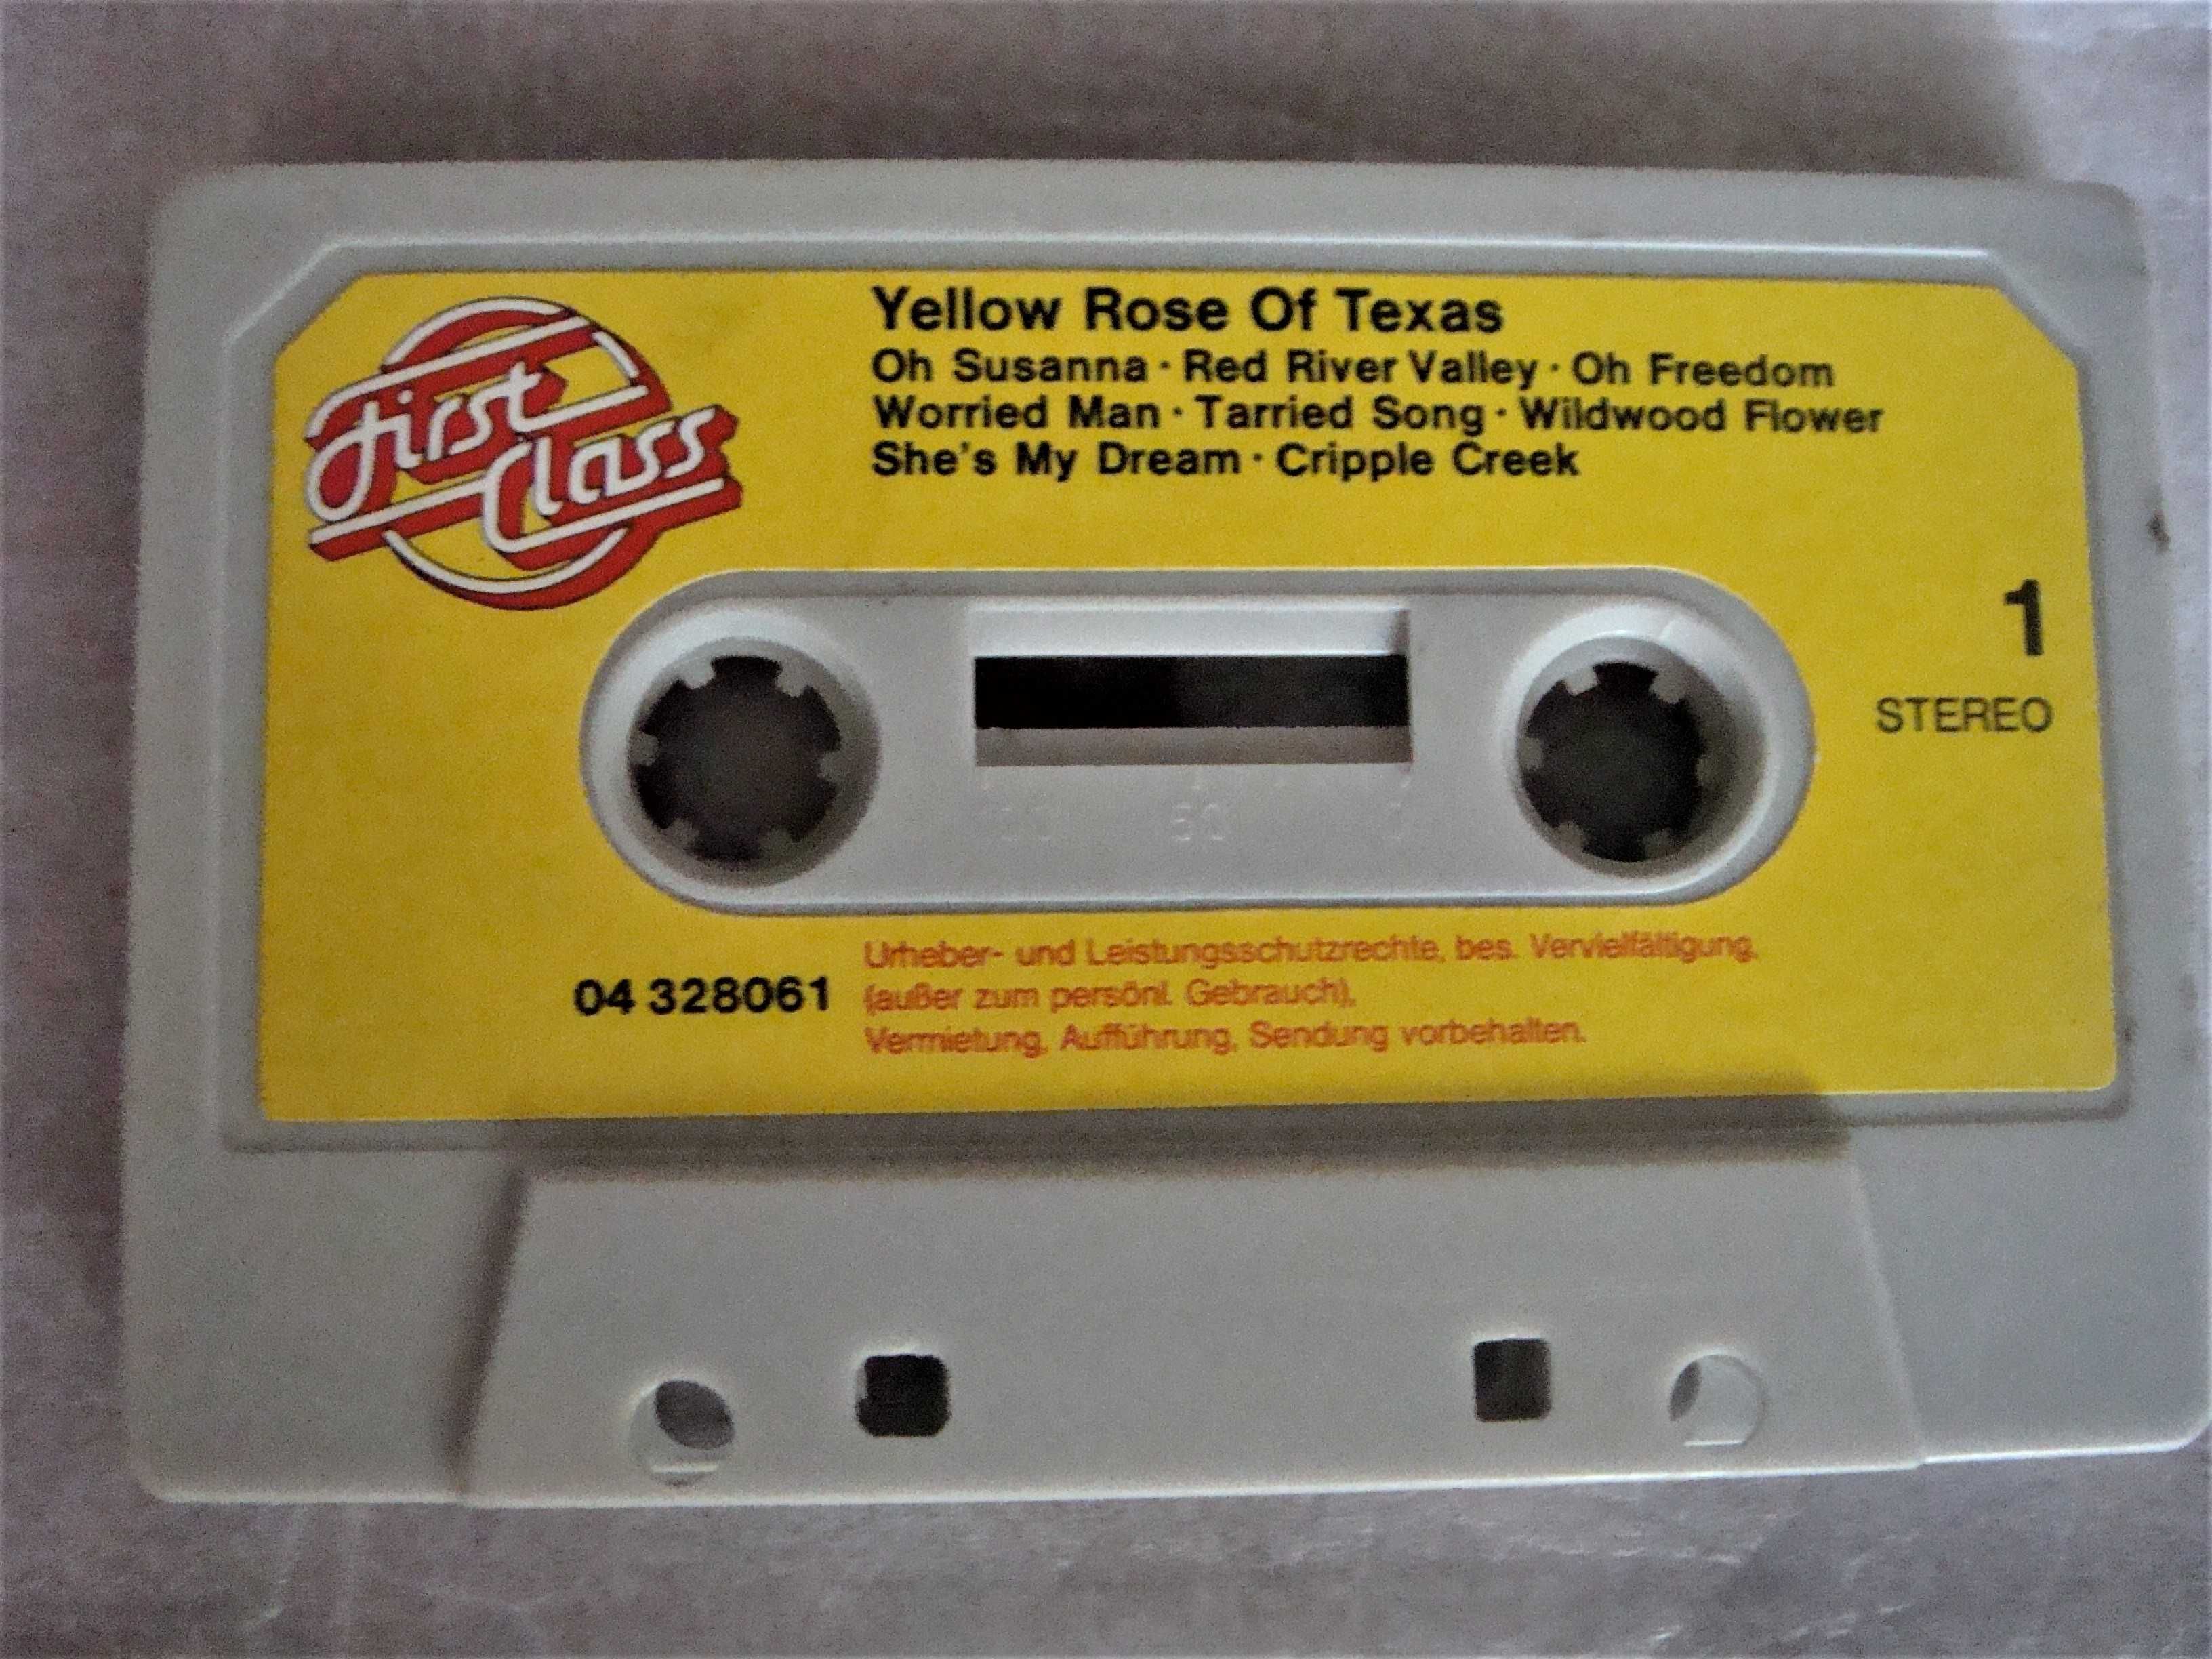 First
Class
Yellow Rose Of Texas
Oh Susanna · Red River Valley · Oh Freedom
Worried Man · Tarried Song · Wildwood Flower
She's My Dream · Cripple Creek
1
STEREO
50
04 328061
Urheber- und Leistungsschutzrechte, bes. Vervielfältigung,
(außer zum persönl. Gebrauch),
Vermietung, Aufführung, Sendung vorbehalten.